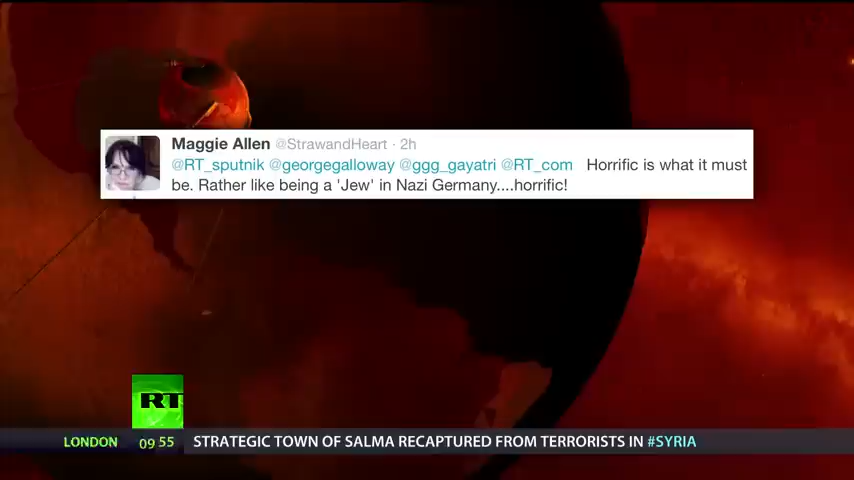 Maggie Allen @StrawandHeart · 2h
@RT_sputnik @georgegalloway @ggg_gayatri @RT_com Horrific is what it must
be. Rather like being a 'Jew' in Nazi Germany....horrific!
RT
LONDON 09 55 STRATEGIC TOWN OF SALMA RECAPTURED FROM TERRORISTS IN #SYRIA